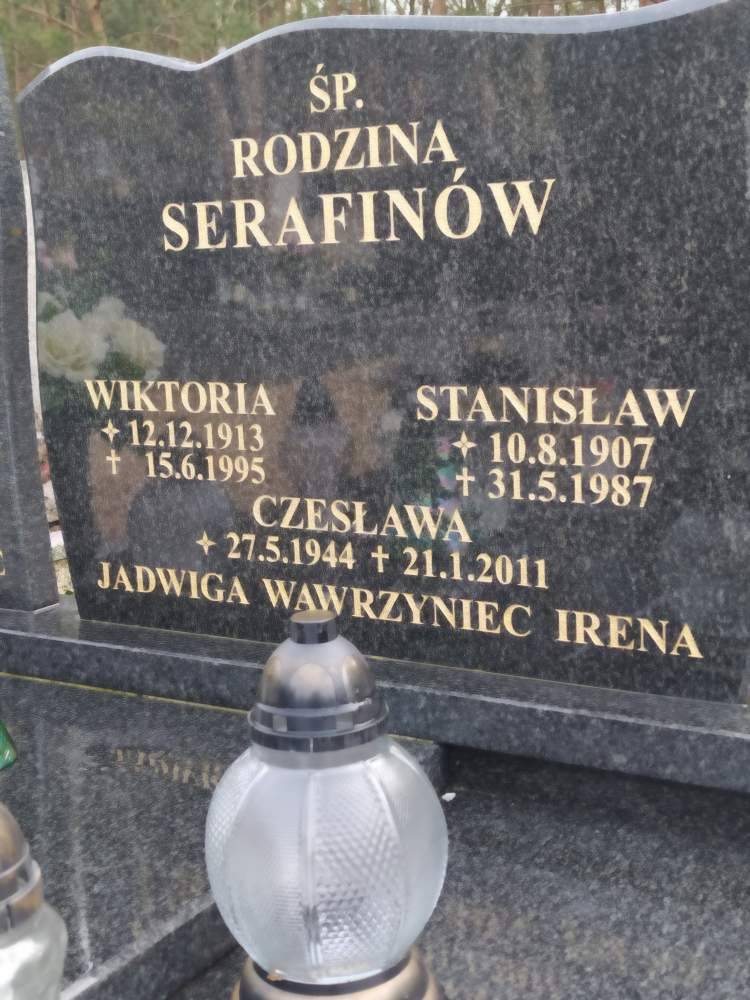 ŚP.
RODZINA
SERAFINÓW
WIKTORIA
✦ 12.12.1913
† 15.6.1995
STANISŁAW
✦ 10.8.1907
† 31.5.1987
CZESŁAWA
✦ 27.5.1944 † 21.1.2011
JADWIGA WAWRZYNIEC IRENA